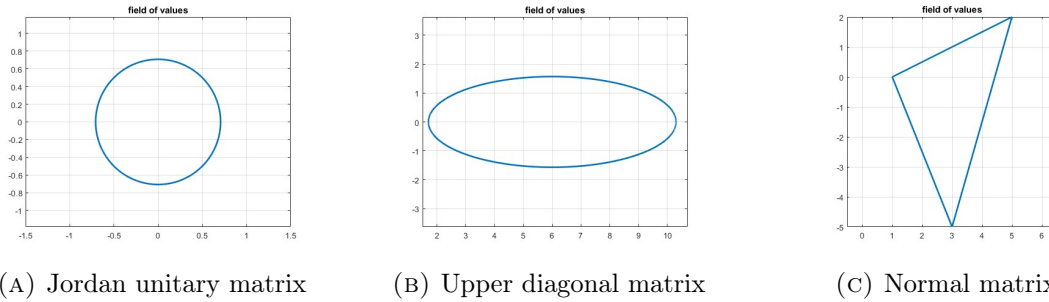 field of values
1
0.8
0.6
0.4
0.2
0
-0.2
-0.4
-0.6
-0.8
-1
-1.5 -1 -0.5 0 0.5 1 1.5
(A) Jordan unitary matrix
field of values
3
2
1
0
-1
-2
-3
2 3 4 5 6 7 8 9 10
(B) Upper diagonal matrix
field of values
2
1
0
-1
-2
-3
-4
-5
0 1 2 3 4 5 6
(C) Normal matrix